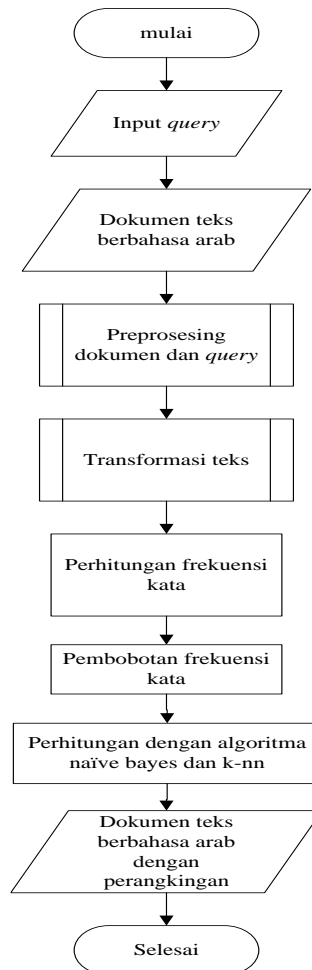 mulai
Input query
Dokumen teks
berbahasa arab
Preprosesing
dokumen dan query
Transformasi teks
Perhitungan frekuensi
kata
Pembobotan frekuensi
kata
Perhitungan dengan algoritma
naïve bayes dan k-nn
Dokumen teks
berbahasa arab
dengan
perangkingan
Selesai